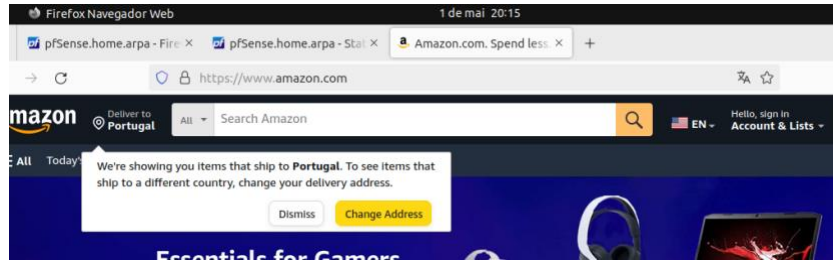 Firefox Navegador Web 1 de mai 20:15
pfSense.home.arpa - Fire × pfSense.home.arpa - Stat × Amazon.com. Spend less. × +
https://www.amazon.com
mazon Deliver to Portugal All Search Amazon EN Hello, sign in Account & Lists
All Today's
We're showing you items that ship to Portugal. To see items that
ship to a different country, change your delivery address.
Dismiss Change Address
Essentials for Gamers